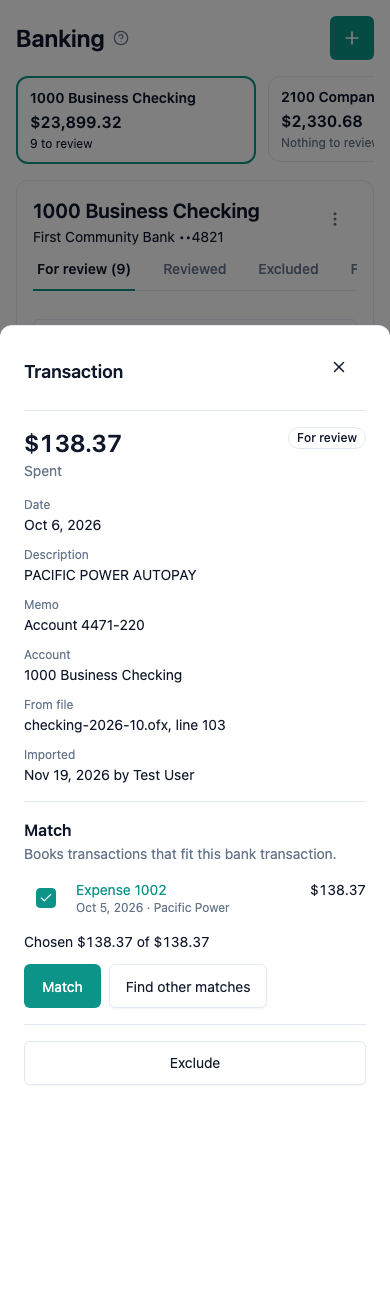 Banking
1000 Business Checking
$23,899.32
9 to review
2100 Compan
$2,330.68
Nothing to review
1000 Business Checking
First Community Bank ••4821
For review (9)
Reviewed
Excluded
F
Transaction
$138.37
For review
Spent
Date
Oct 6, 2026
Description
PACIFIC POWER AUTOPAY
Memo
Account 4471-220
Account
1000 Business Checking
From file
checking-2026-10.ofx, line 103
Imported
Nov 19, 2026 by Test User
Match
Books transactions that fit this bank transaction.
Expense 1002
$138.37
Oct 5, 2026 · Pacific Power
Chosen $138.37 of $138.37
Match
Find other matches
Exclude